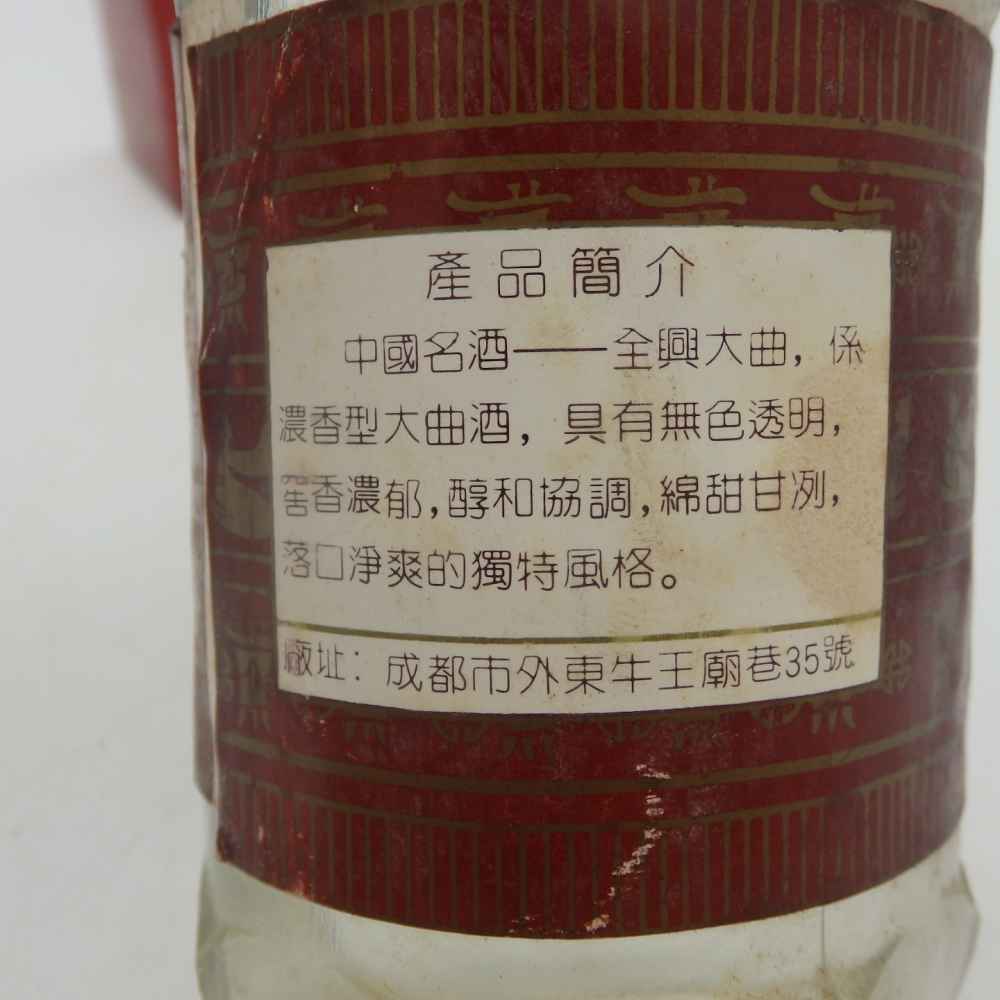 產品簡介
中國名酒——全興大曲，係
濃香型大曲酒，具有無色透明，
窖香濃郁，醇和協調，綿甜甘冽，
落口淨爽的獨特風格。
廠址：成都市外東牛王廟巷35號